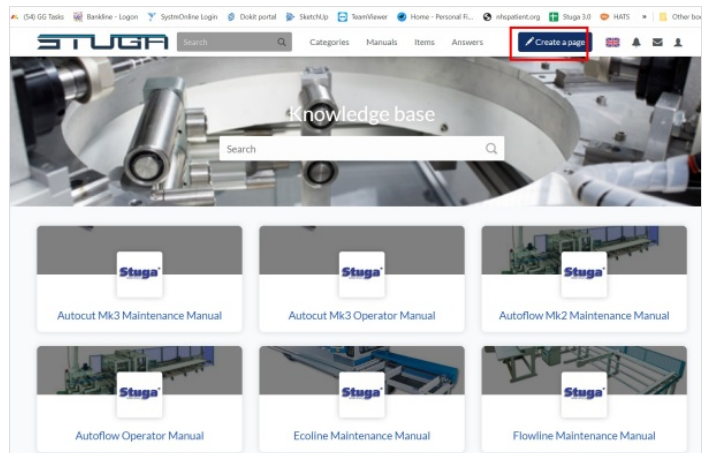 (54) GG Tasks Bankline - Logon SystmOnline Login Dokit portal SketchUp TeamViewer Home - Personal Fi... nhspatient.org Stuga 3.0 HATS » Other boo
STUGA Search Categories Manuals Items Answers Create a page
Knowledge base
Search
Stuga Stuga Stuga
Autocut Mk3 Maintenance Manual Autocut Mk3 Operator Manual Autoflow Mk2 Maintenance Manual
Stuga Stuga Stuga
Autoflow Operator Manual Ecoline Maintenance Manual Flowline Maintenance Manual